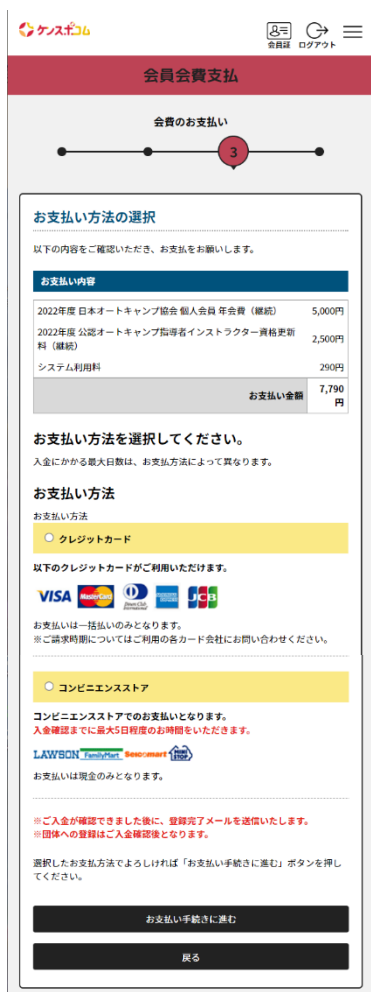 ケンスポコム
会員証 ログアウト
会員会費支払
会費のお支払い
3
お支払い方法の選択
以下の内容をご確認いただき、お支払をお願いします。
お支払い内容
2022年度 日本オートキャンプ協会 個人会員 年会費（継続） 5,000円
2022年度 公認オートキャンプ指導者インストラクター資格更新 2,500円
料（継続）
システム利用料 290円
お支払い金額 7,790
円
お支払い方法を選択してください。
入金にかかる最大日数は、お支払方法によって異なります。
お支払い方法
お支払い方法
クレジットカード
以下のクレジットカードがご利用いただけます。
VISA MasterCard Diners Club INTERNATIONAL JCB
お支払いは一括払いのみとなります。
※ご請求時期についてはご利用の各カード会社にお問い合わせくだ
さい。
コンビニエンスストア
コンビニエンスストアでのお支払いとなります。
入金確認までに最大5日程度のお時間をいただきます。
LAWSON FamilyMart Seicomart MINI STOP
お支払いは現金のみとなります。
※ご入金が確認できました後に、登録完了メールを送信いたします。
※団体への登録はご入金確認後となります。
選択したお支払方法でよろしければ「お支払い手続きに進む」ボタンを押し
てください。
お支払い手続きに進む
戻る